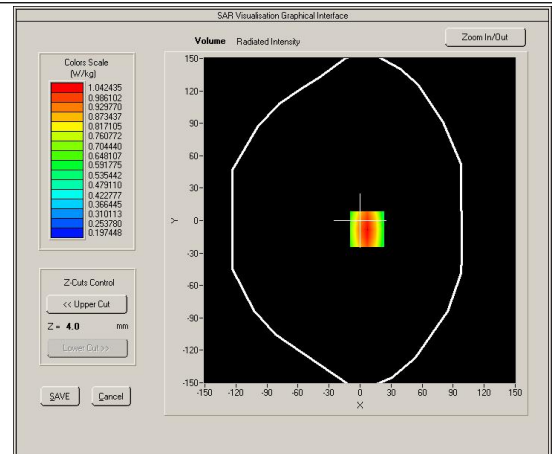 SAR Visualisation Graphical Interface
Volume Radiated Intensity
Zoom In/Out
Colors Scale
(W/kg)
1.042435
0.986102
0.929770
0.873437
0.817105
0.760772
0.704440
0.648107
0.591775
0.535442
0.479110
0.422777
0.366445
0.310113
0.253780
0.197448
Z-Cuts Control
<< Upper Cut
Z = 4.0 mm
Lower Cut >>
SAVE Cancel
150
120
90
60
30
0
-30
-60
-90
-120
-150
Y
-150 -120 -90 -60 -30 0 30 60 90 120 150
X